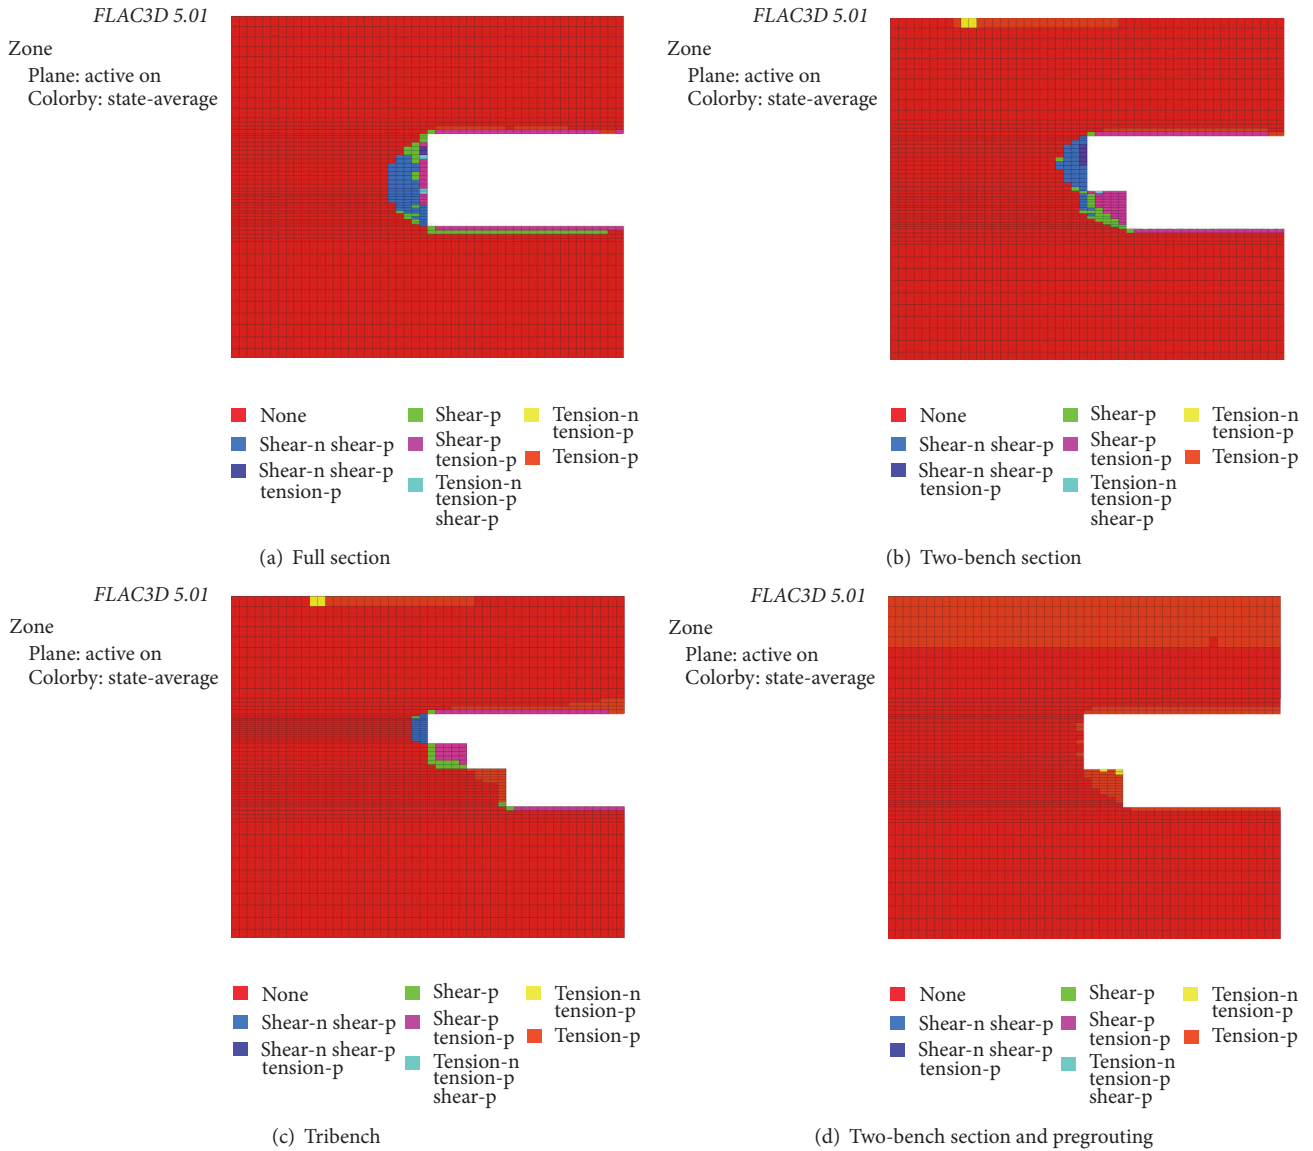 FLAC3D 5.01
Zone
Plane: active on
Colorby: state-average
None
Shear-n shear-p
Shear-n shear-p
tension-p
Shear-p
Shear-p
tension-p
Tension-n
tension-p
shear-p
Tension-n
tension-p
Tension-p
(a) Full section
FLAC3D 5.01
Zone
Plane: active on
Colorby: state-average
None
Shear-n shear-p
Shear-n shear-p
tension-p
Shear-p
Shear-p
tension-p
Tension-n
tension-p
shear-p
Tension-n
tension-p
Tension-p
(b) Two-bench section
FLAC3D 5.01
Zone
Plane: active on
Colorby: state-average
None
Shear-n shear-p
Shear-n shear-p
tension-p
Shear-p
Shear-p
tension-p
Tension-n
tension-p
shear-p
Tension-n
tension-p
Tension-p
(c) Tribench
FLAC3D 5.01
Zone
Plane: active on
Colorby: state-average
None
Shear-n shear-p
Shear-n shear-p
tension-p
Shear-p
Shear-p
tension-p
Tension-n
tension-p
shear-p
Tension-n
tension-p
Tension-p
(d) Two-bench section and pregrouting